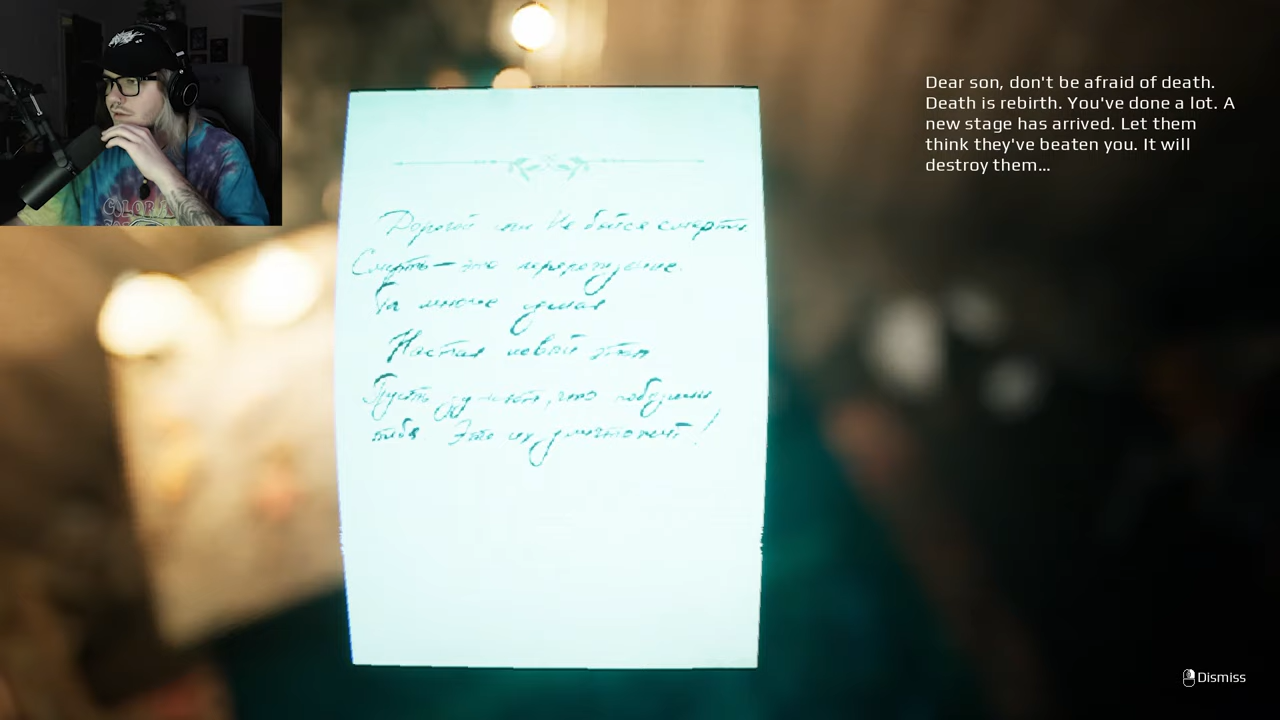 Dear son, don't be afraid of death.
Death is rebirth. You've done a lot. A
new stage has arrived. Let them
think they've beaten you. It will
destroy them...
Дорогой сын Не бойся смерти
Смерть – это перерождение.
Ты многое сделал
Настал новый этап
Пусть думают, что победили
тебя Это их уничтожит!
Dismiss